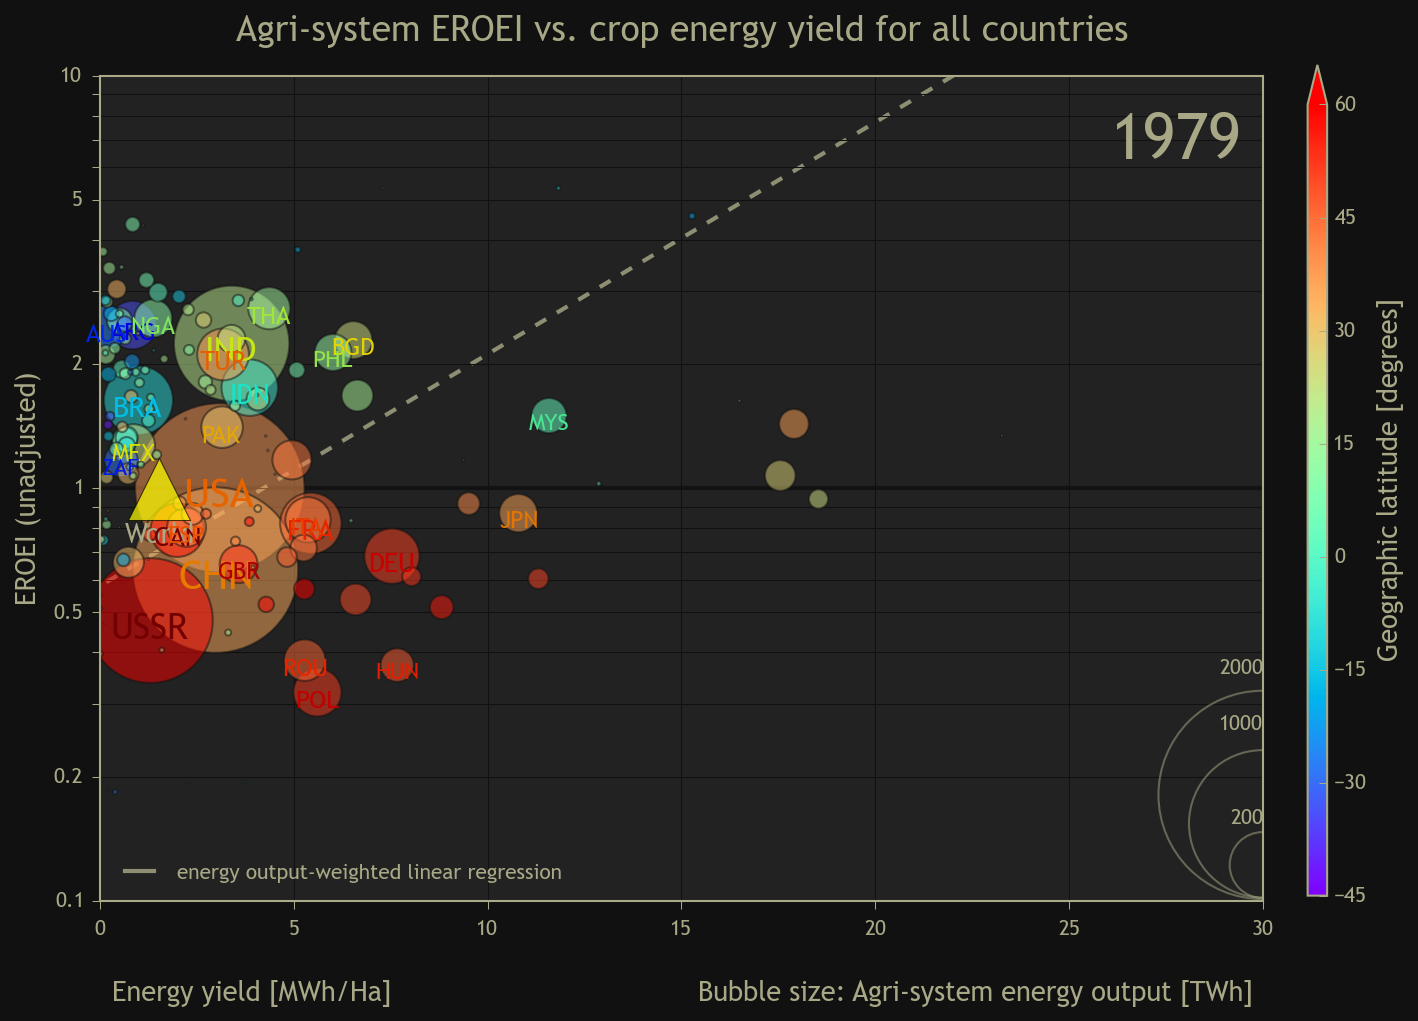 Agri-system EROEI vs. crop energy yield for all countries
1979
EROEI (unadjusted)
10
5
2
1
0.5
0.2
0.1
0
5
10
15
20
25
30
THA
NGA
ARG
AUS
BGD
IND
PHL
TUR
IDN
BRA
MYS
PAK
MEX
ZAF
USA
JPN
CAN
ESP
FRA
DEU
GBR
CHN
USSR
ROU
HUN
POL
2000
1000
200
energy output-weighted linear regression
Energy yield [MWh/Ha]
Bubble size: Agri-system energy output [TWh]
60
45
30
15
0
−15
−30
−45
Geographic latitude [degrees]